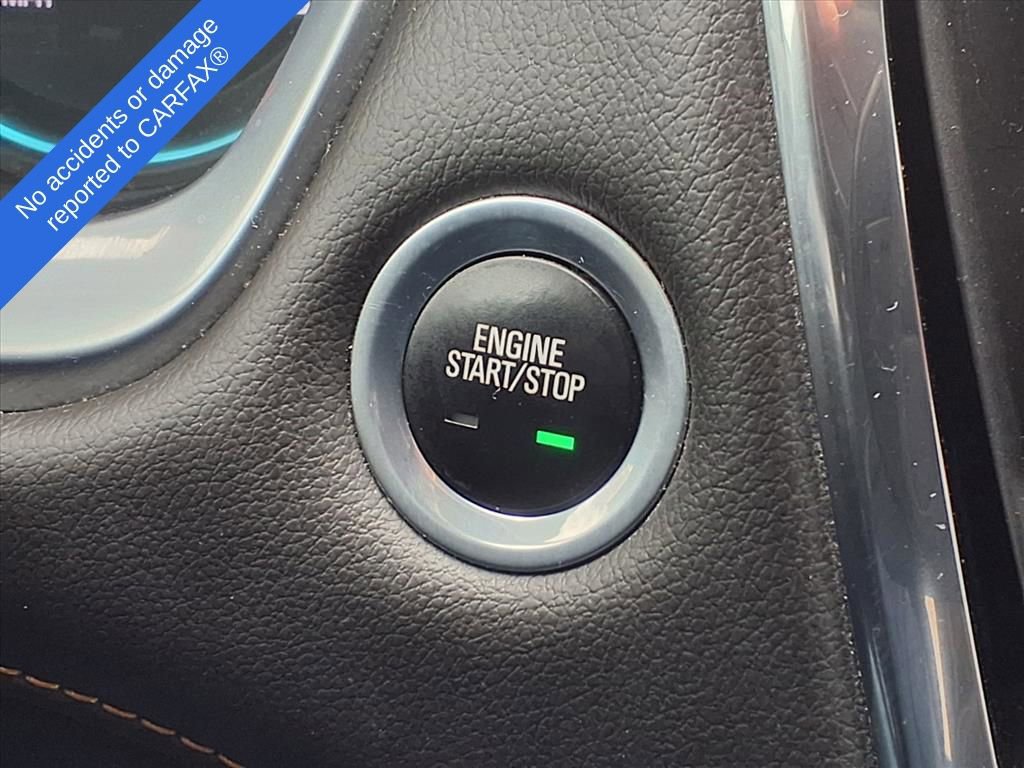 No accidents or damage
reported to CARFAX®
ENGINE
START/STOP